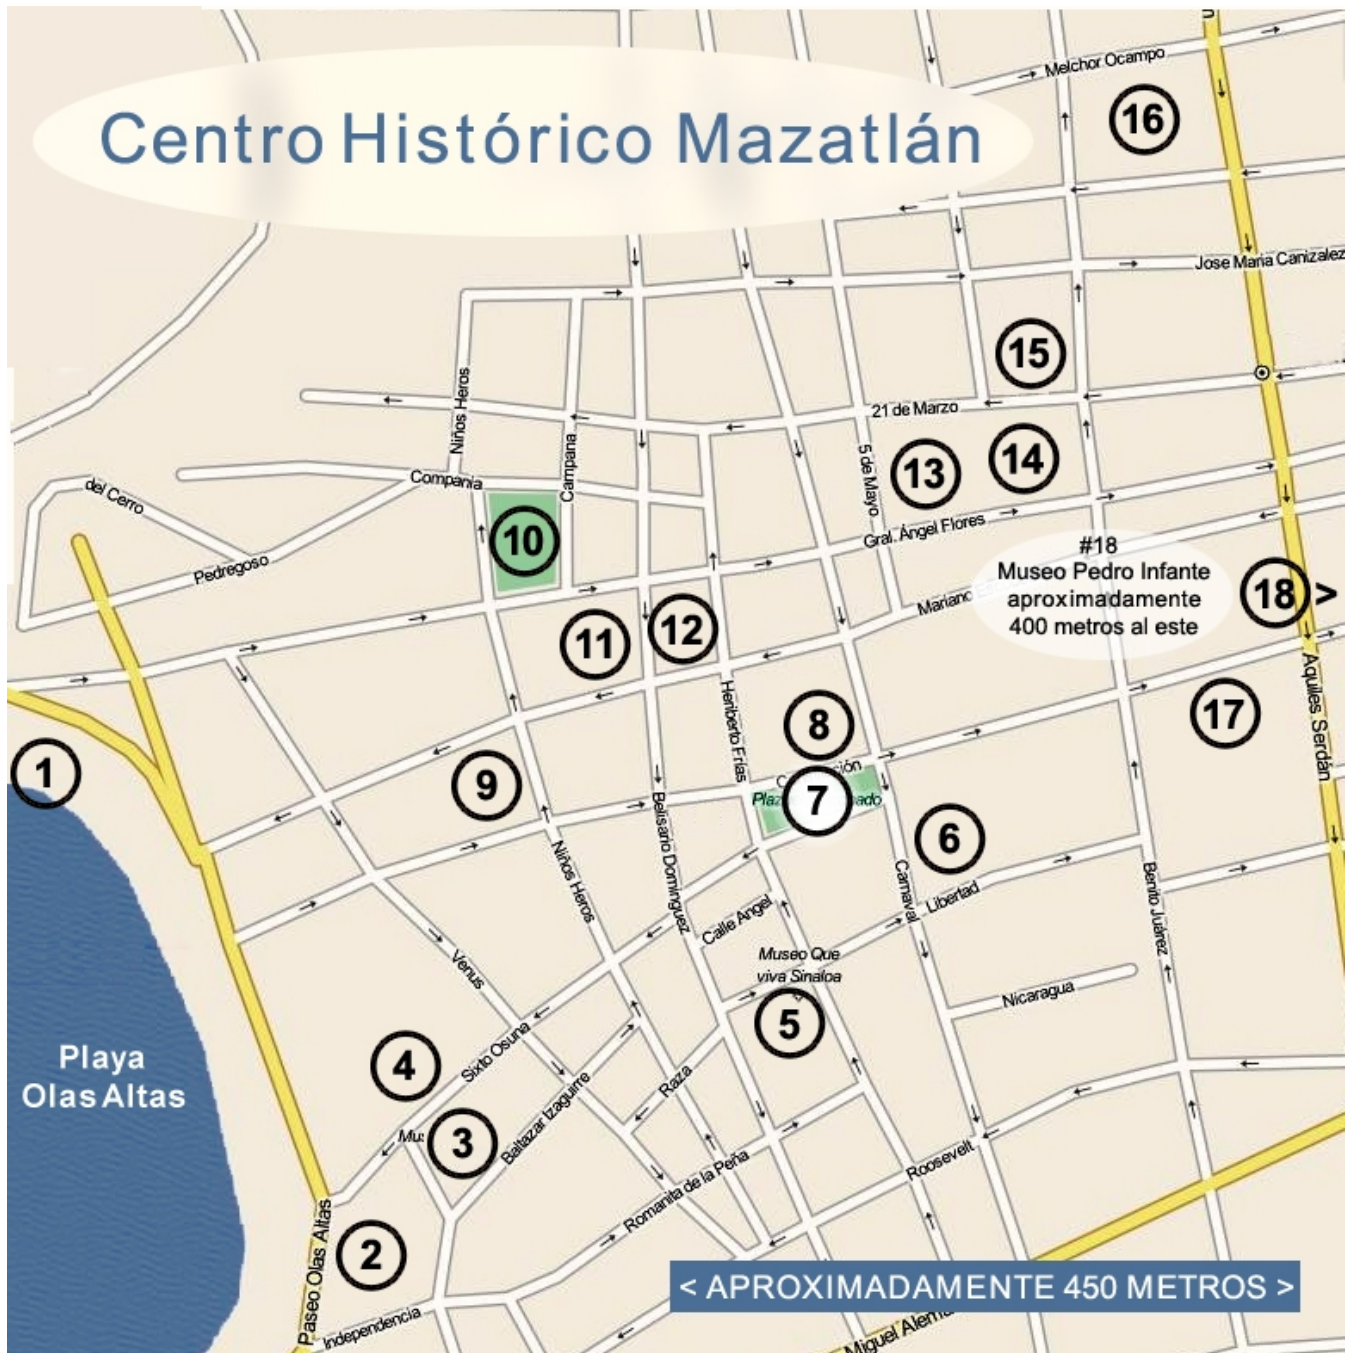 Melchor Ocampo
Centro Histórico Mazatlán
16
Jose Maria Canizalez
15
Niños Heros
21 de Marzo
Campana
5 de Mayo
13
14
Compania
del Cerro
10
Gral. Ángel Flores
Pedregoso
#18
Museo Pedro Infante
aproximadamente
400 metros al este
18 >
Mariano
11
12
Aquiles Serdán
Heriberto Frías
17
8
1
9
7
6
Belisario Dominguez
Niños Heros
Carnaval
Libertad
Benito Juárez
Calle Angel
Venus
Museo Que
viva Sinaloa
Nicaragua
5
Playa
Olas Altas
4
Sixto Osuna
Raza
Baltazar Izaguirre
3
Romanita de la Peña
Roosevelt
2
Paseo Olas Altas
Independencia
< APROXIMADAMENTE 450 METROS >
Miguel